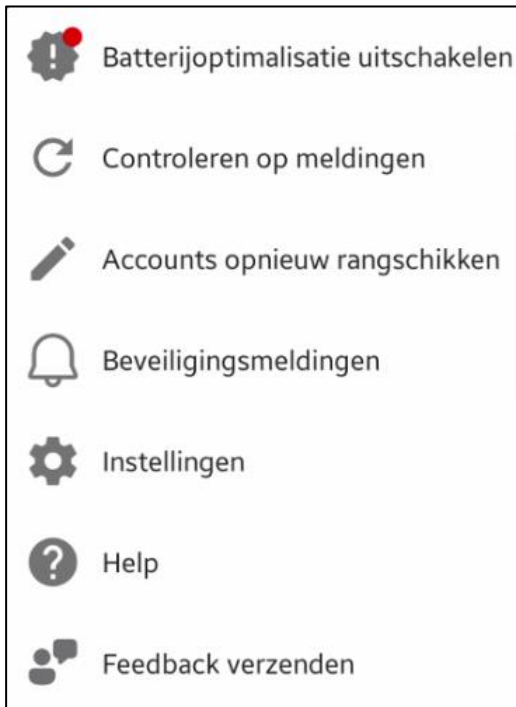 Batterijoptimalisatie uitschakelen
Controleren op meldingen
Accounts opnieuw rangschikken
Beveiligingsmeldingen
Instellingen
Help
Feedback verzenden